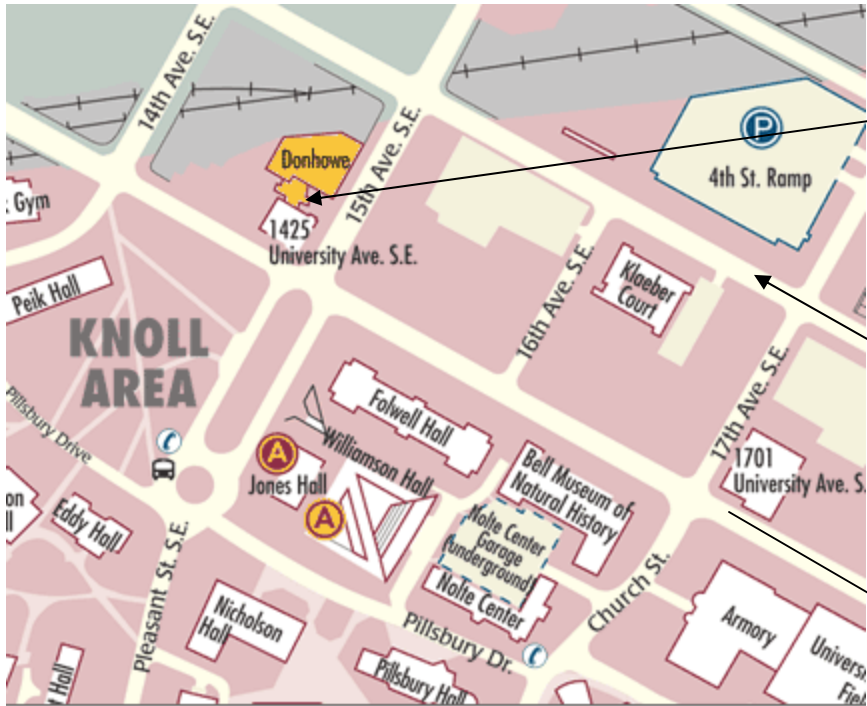 14th Ave. S.E.
15th Ave. S.E.
Donhowe
P
4th St. Ramp
Gym
1425
University Ave. S.E.
Peik Hall
Klaeber
Court
16th Ave. S.E.
KNOLL
AREA
17th Ave. S.E.
Pillsbury Drive
Folwell Hall
Williamson Hall
A
Jones Hall
A
Bell Museum of
Natural History
1701
University Ave. S.
Eddy Hall
Nolte Center
Garage
(underground)
Nolte Center
Pleasant St. S.E.
Nicholson
Hall
Pillsbury Dr.
Church St.
Armory
Pillsbury Hall
Hall